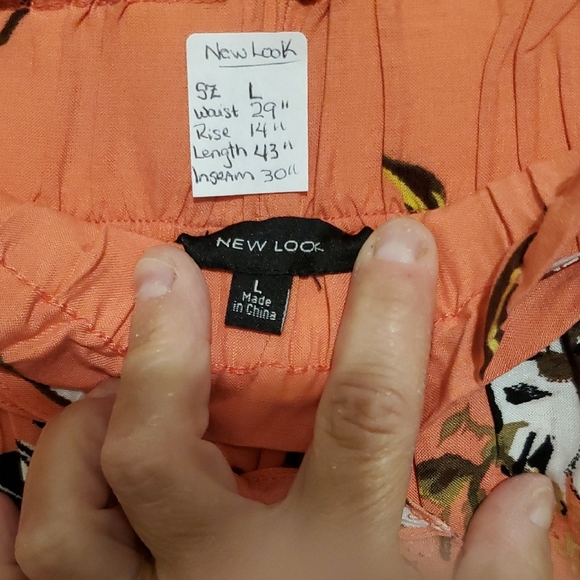 New Look
SZ L
Waist 29"
Rise 14"
Length 43"
Inseam 30"
NEW LOOK
L
Made
in China